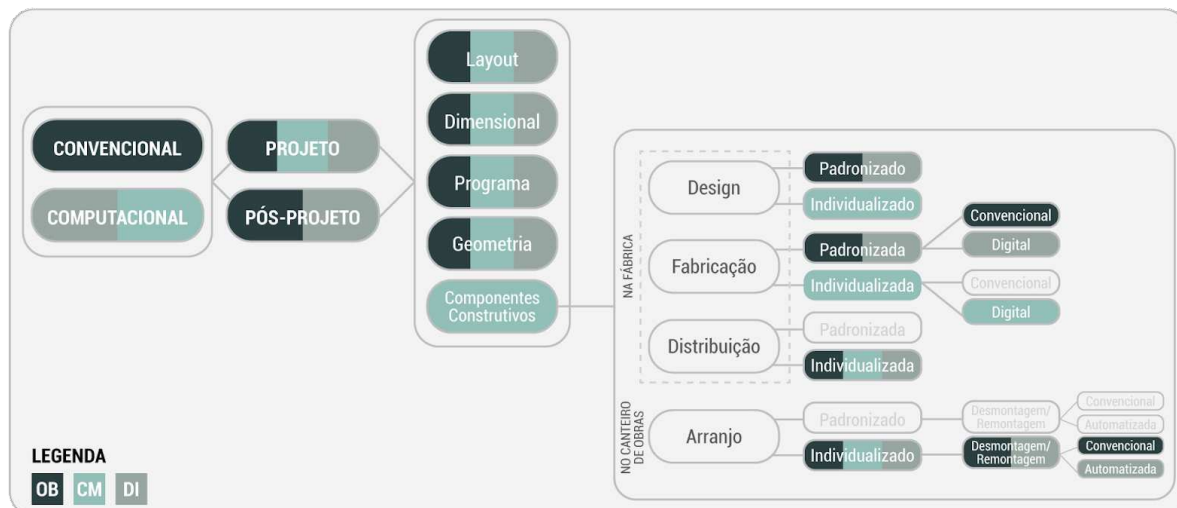 CONVENCIONAL
COMPUTACIONAL
PROJETO
PÓS-PROJETO
Layout
Dimensional
Programa
Geometria
Componentes
Construtivos
NA FÁBRICA
Design
Padronizado
Individualizado
Fabricação
Padronizada
Convencional
Digital
Individualizada
Convencional
Digital
Distribuição
Padronizada
Individualizada
NO CANTEIRO
DE OBRAS
Arranjo
Padronizado
Desmontagem/
Remontagem
Convencional
Automatizada
Individualizado
Desmontagem/
Remontagem
Convencional
Automatizada
LEGENDA
OB CM DI